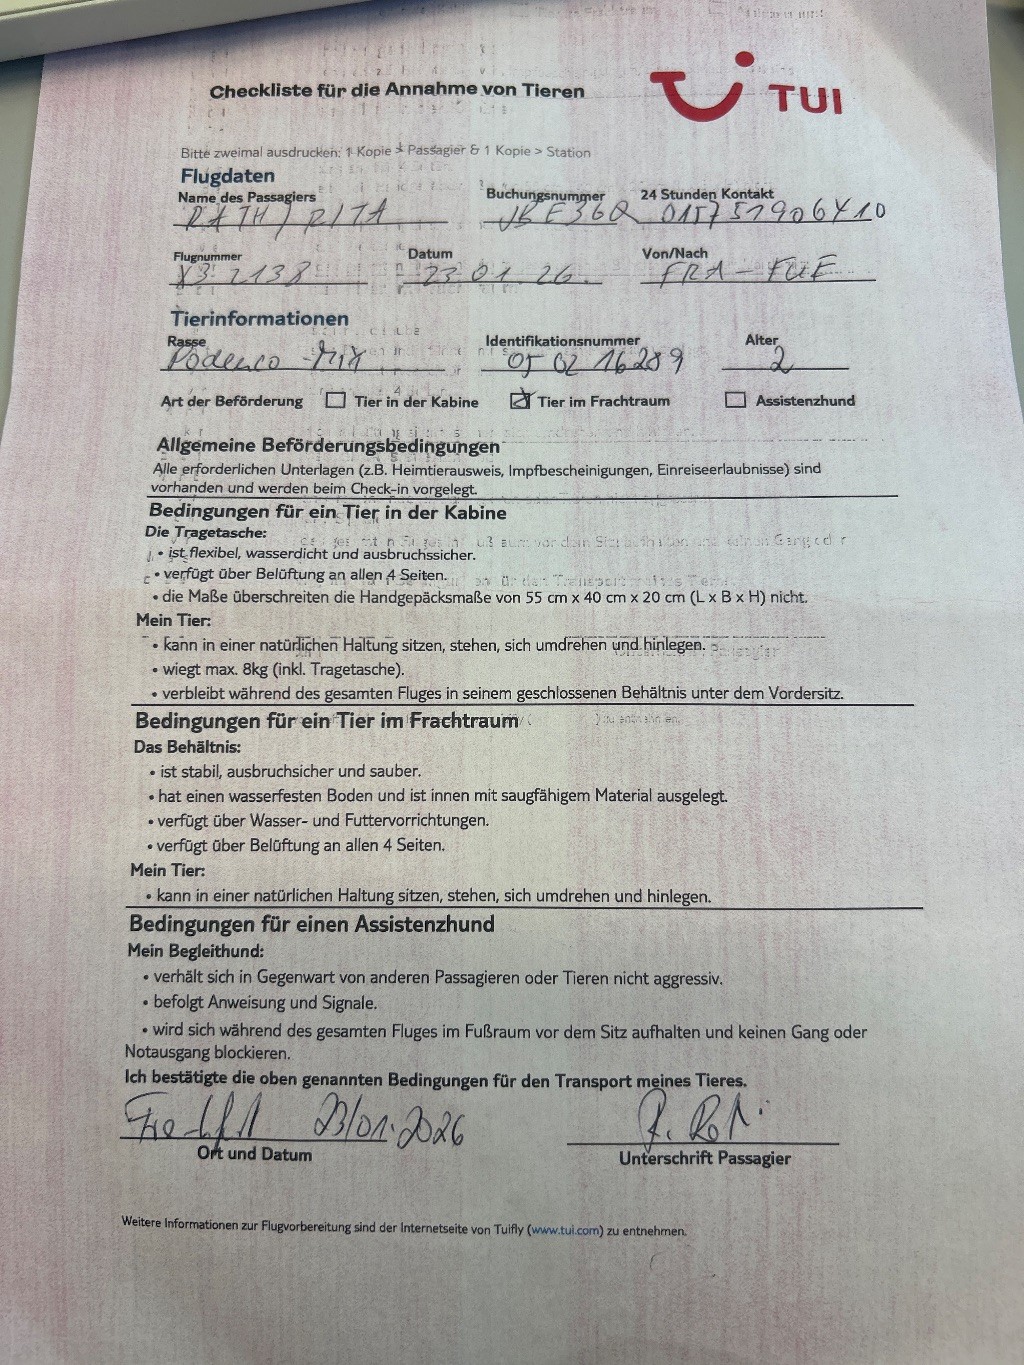 Checkliste für die Annahme von Tieren
TUI
Bitte zweimal ausdrucken: 1 Kopie > Passagier & 1 Kopie > Station
Flugdaten
Name des Passagiers Buchungsnummer 24 Stunden Kontakt
RATH / RITA
Flugnummer Datum Von/Nach
X3 2138 23 01. 26. FRA - FUE
Tierinformationen
Rasse Identifikationsnummer Alter
Podenco - Mix 05 02 16289 2
Art der Beförderung Tier in der Kabine Tier im Frachtraum Assistenzhund
Allgemeine Beförderungsbedingungen
Alle erforderlichen Unterlagen (z.B. Heimtierausweis, Impfbescheinigungen, Einreiseerlaubnisse) sind
vorhanden und werden beim Check-in vorgelegt.
Bedingungen für ein Tier in der Kabine
Die Tragetasche:
• ist flexibel, wasserdicht und ausbruchssicher.
• verfügt über Belüftung an allen 4 Seiten.
• die Maße überschreiten die Handgepäcksmaße von 55 cm x 40 cm x 20 cm (L x B x H) nicht.
Mein Tier:
• kann in einer natürlichen Haltung sitzen, stehen, sich umdrehen und hinlegen.
• wiegt max. 8kg (inkl. Tragetasche).
• verbleibt während des gesamten Fluges in seinem geschlossenen Behältnis unter dem Vordersitz.
Bedingungen für ein Tier im Frachtraum
Das Behältnis:
• ist stabil, ausbruchsicher und sauber.
• hat einen wasserfesten Boden und ist innen mit saugfähigem Material ausgelegt.
• verfügt über Wasser- und Futtervorrichtungen.
• verfügt über Belüftung an allen 4 Seiten.
Mein Tier:
• kann in einer natürlichen Haltung sitzen, stehen, sich umdrehen und hinlegen.
Bedingungen für einen Assistenzhund
Mein Begleithund:
• verhält sich in Gegenwart von anderen Passagieren oder Tieren nicht aggressiv.
• befolgt Anweisung und Signale.
• wird sich während des gesamten Fluges im Fußraum vor dem Sitz aufhalten und keinen Gang oder
Notausgang blockieren.
Ich bestätigte die oben genannten Bedingungen für den Transport meines Tieres.
23/01.2026
Ort und Datum Unterschrift Passagier
Weitere Informationen zur Flugvorbereitung sind der Internetseite von Tuifly (www.tui.com) zu entnehmen.